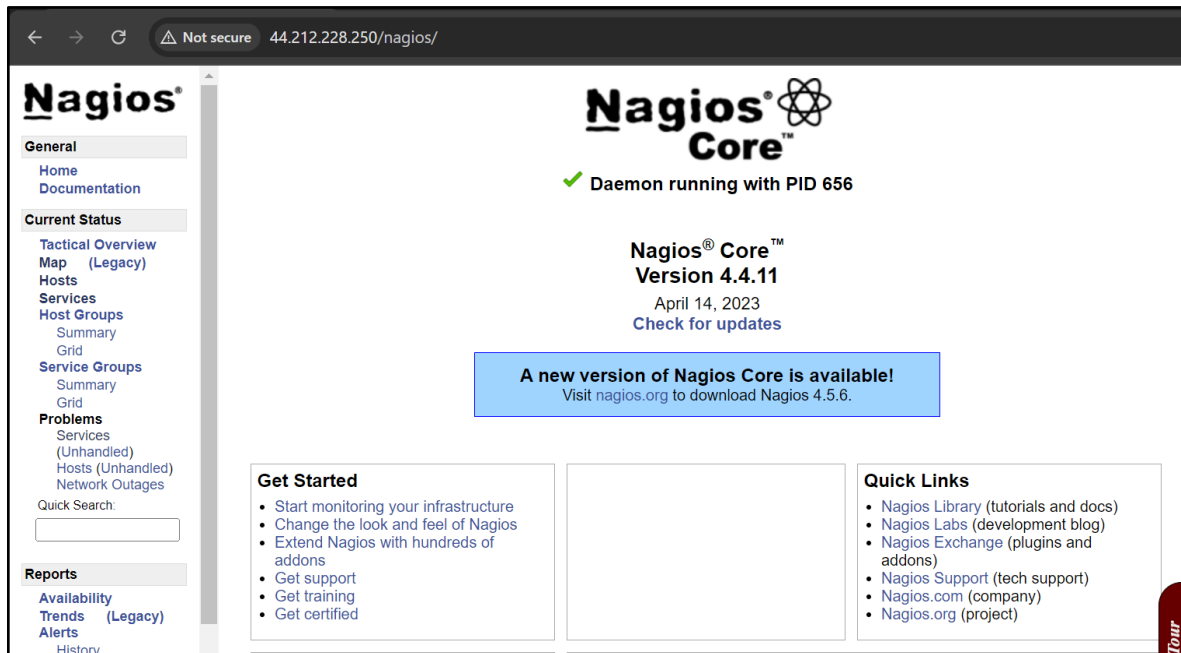 Not secure 44.212.228.250/nagios/
Nagios®
General
Home
Documentation
Current Status
Tactical Overview
Map (Legacy)
Hosts
Services
Host Groups
Summary
Grid
Service Groups
Summary
Grid
Problems
Services
(Unhandled)
Hosts (Unhandled)
Network Outages
Quick Search:
Reports
Availability
Trends (Legacy)
Alerts
History
Nagios®
Core™
Daemon running with PID 656
Nagios® Core™
Version 4.4.11
April 14, 2023
Check for updates
A new version of Nagios Core is available!
Visit nagios.org to download Nagios 4.5.6.
Get Started
• Start monitoring your infrastructure
• Change the look and feel of Nagios
• Extend Nagios with hundreds of
addons
• Get support
• Get training
• Get certified
Quick Links
• Nagios Library (tutorials and docs)
• Nagios Labs (development blog)
• Nagios Exchange (plugins and
addons)
• Nagios Support (tech support)
• Nagios.com (company)
• Nagios.org (project)
Tour